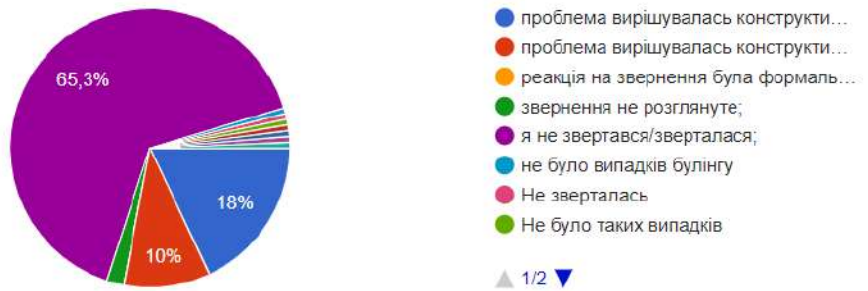 65,3%
18%
10%
проблема вирішувалась конструкти...
проблема вирішувалась конструкти...
реакція на звернення була формаль...
звернення не розглянуте;
я не звертався/зверталася;
не було випадків булінгу
Не зверталась
Не було таких випадків
1/2